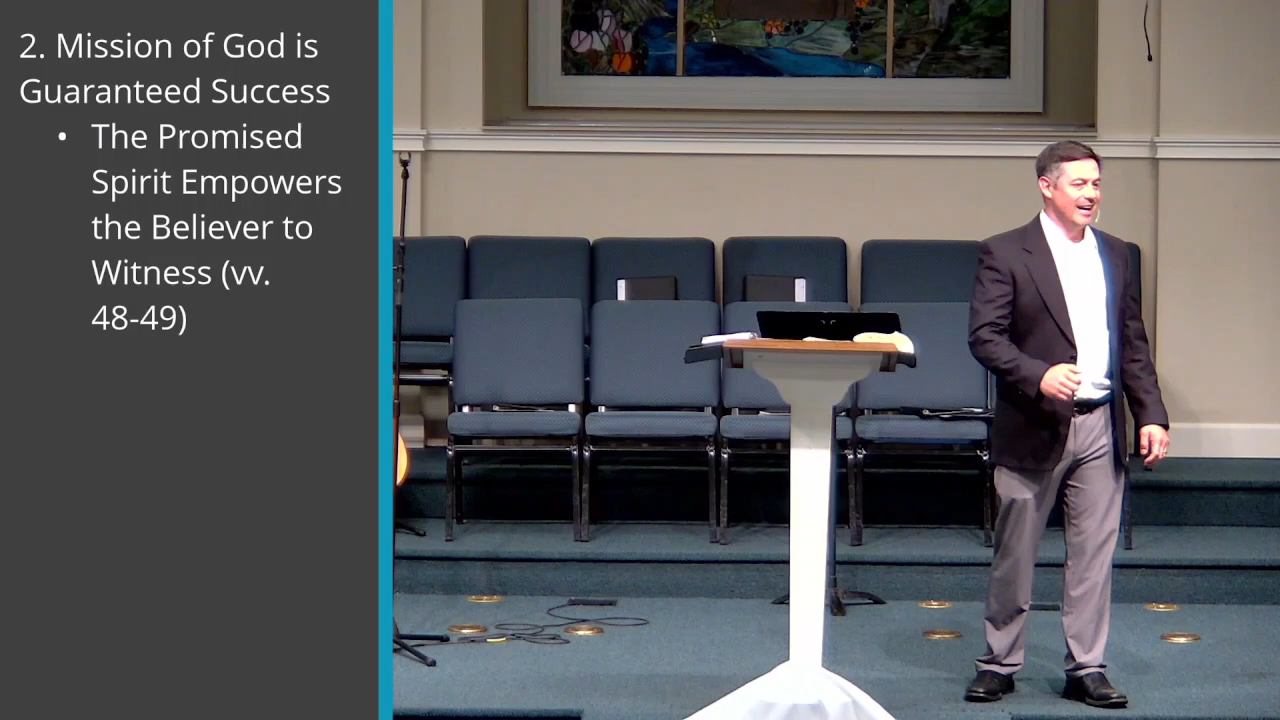 2. Mission of God is
Guaranteed Success
• The Promised
Spirit Empowers
the Believer to
Witness (vv.
48-49)